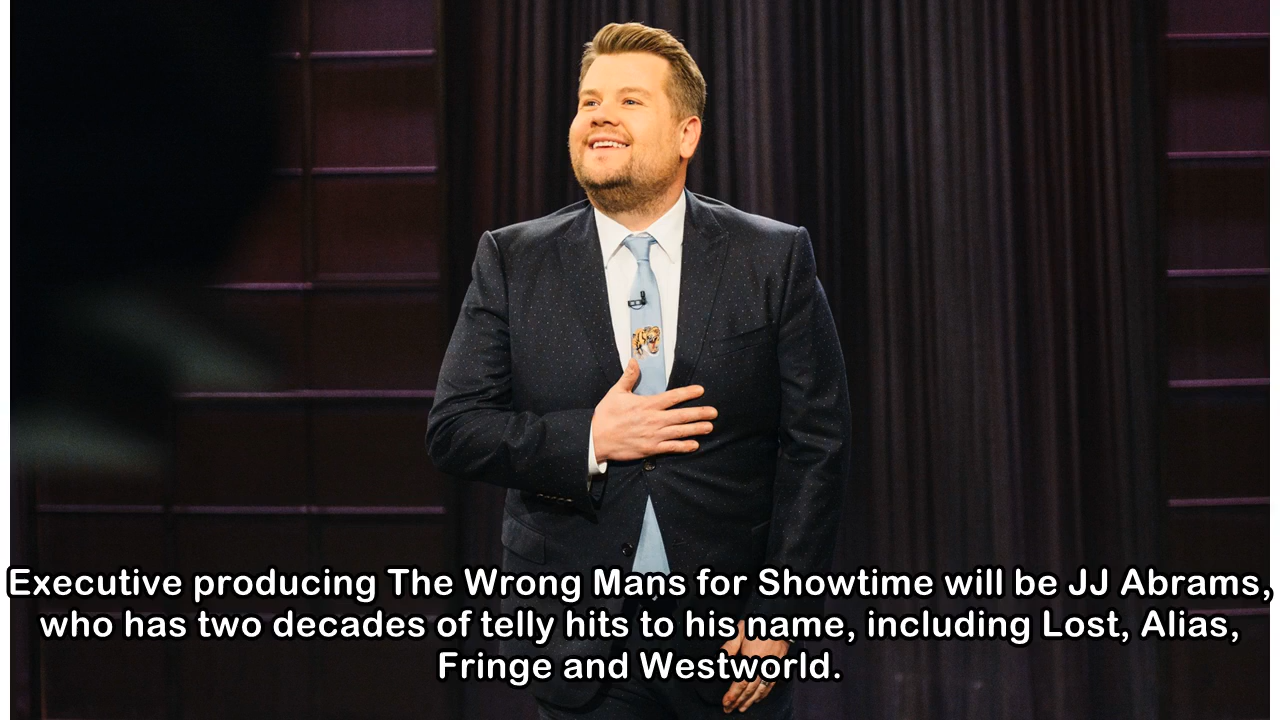 Executive producing The Wrong Mans for Showtime will be JJ Abrams,
who has two decades of telly hits to his name, including Lost, Alias,
Fringe and Westworld.